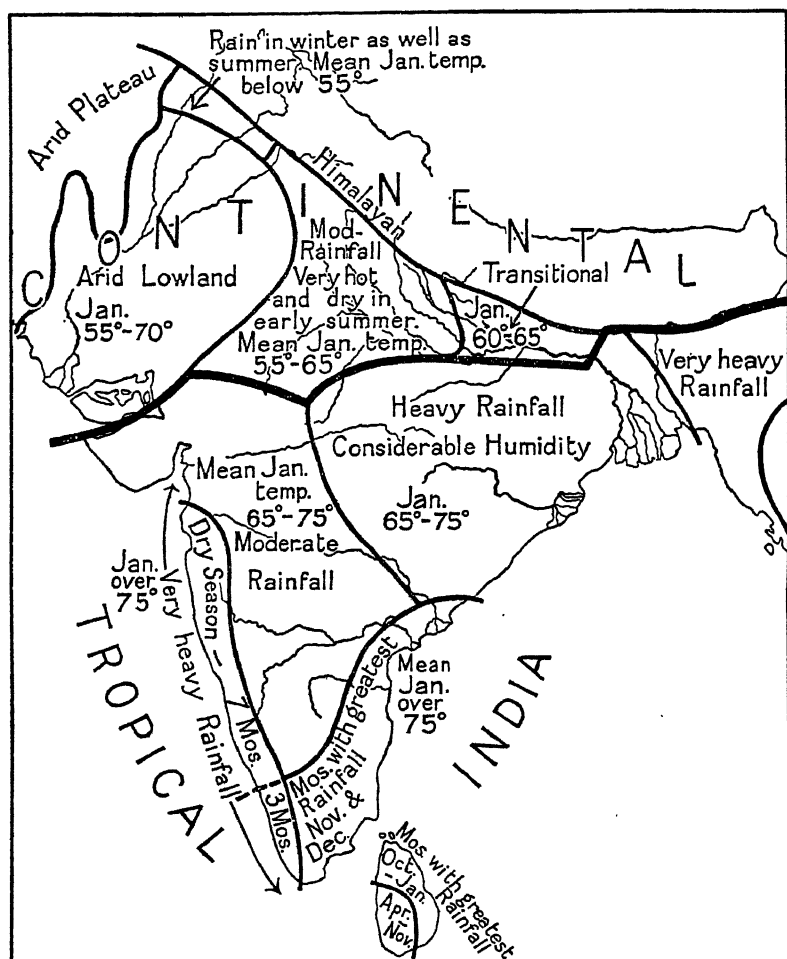 Rain in winter as well as
summer. Mean Jan. temp.
below 55°
Arid Plateau
Himalayan
CONTINENTAL
Arid Lowland
Jan.
55°-70°
Mod-
Rainfall
Very hot
and dry in
early summer.
Mean Jan. temp.
55°-65°
Transitional
Jan.
60°-65°
Very heavy
Rainfall
Heavy Rainfall
Considerable Humidity
Jan.
65°-75°
Mean Jan.
temp.
65°-75°
Moderate
Rainfall
Jan.
over
75°
Very heavy Rainfall
Dry Season - 7 Mos.
3 Mos.
TROPICAL
INDIA
Mean
Jan.
over
75°
Mos. with greatest
Rainfall
Nov. &
Dec.
Mos. with greatest
Rainfall
Oct.
- Jan.
Apr.
-
Nov.